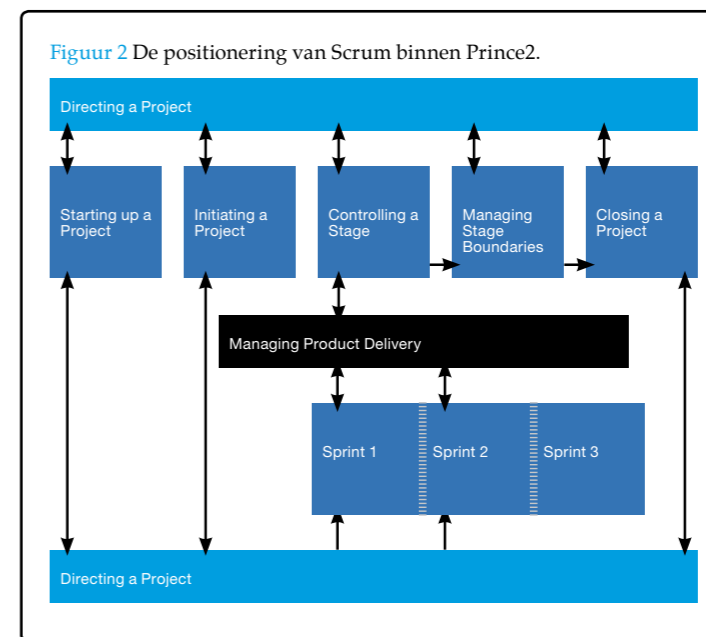 Figuur 2 De positionering van Scrum binnen Prince2.
Directing a Project
Starting up a
Project
Initiating a
Project
Controlling a
Stage
Managing
Stage
Boundaries
Closing a
Project
Managing Product Delivery
Sprint 1
Sprint 2
Sprint 3
Directing a Project